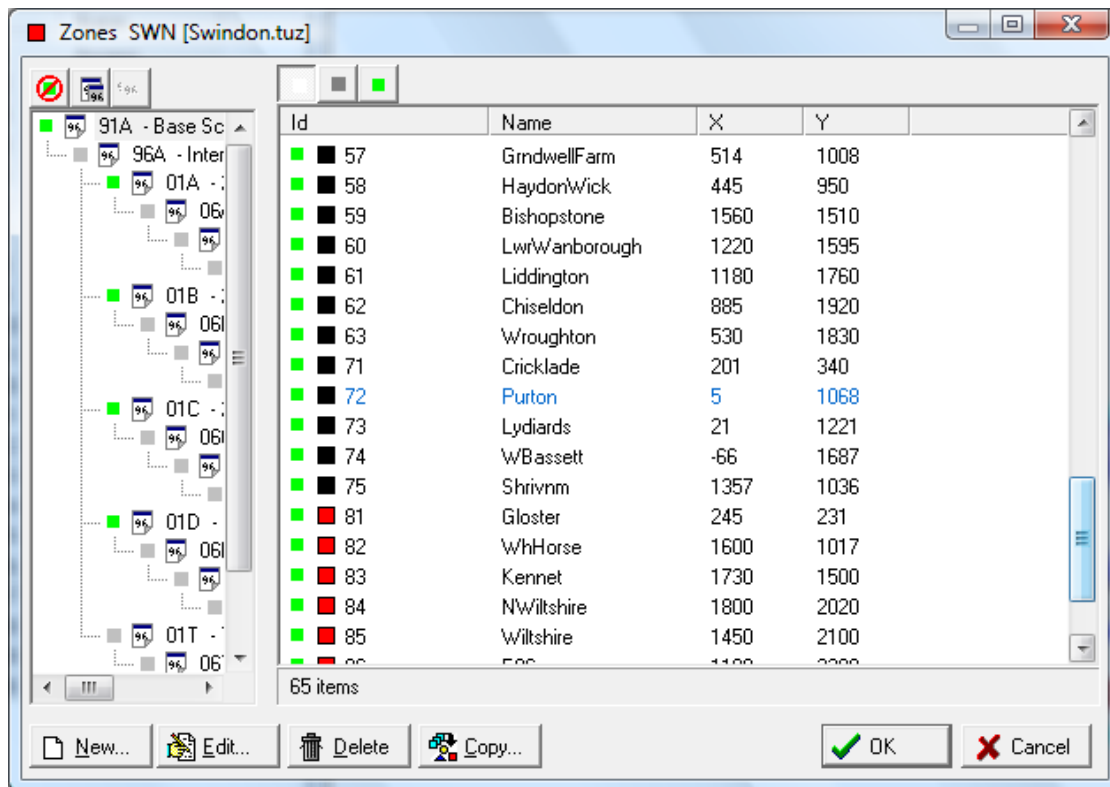 Zones SWN [Swindon.tuz]
91A - Base Sc
96A - Inter
01A -
01B -
06I
01C -
01D -
06I
01T -
06
Id Name X Y
57 GrndwellFarm 514 1008
58 HaydonWick 445 950
59 Bishopstone 1560 1510
60 LwrWanborough 1220 1595
61 Liddington 1180 1760
62 Chiseldon 885 1920
63 Wroughton 530 1830
71 Cricklade 201 340
72 Purton 5 1068
73 Lydiards 21 1221
74 WBassett -66 1687
75 Shrivnm 1357 1036
81 Gloster 245 231
82 WhHorse 1600 1017
83 Kennet 1730 1500
84 NWiltshire 1800 2020
85 Wiltshire 1450 2100
65 items
New... Edit... Delete Copy... OK Cancel